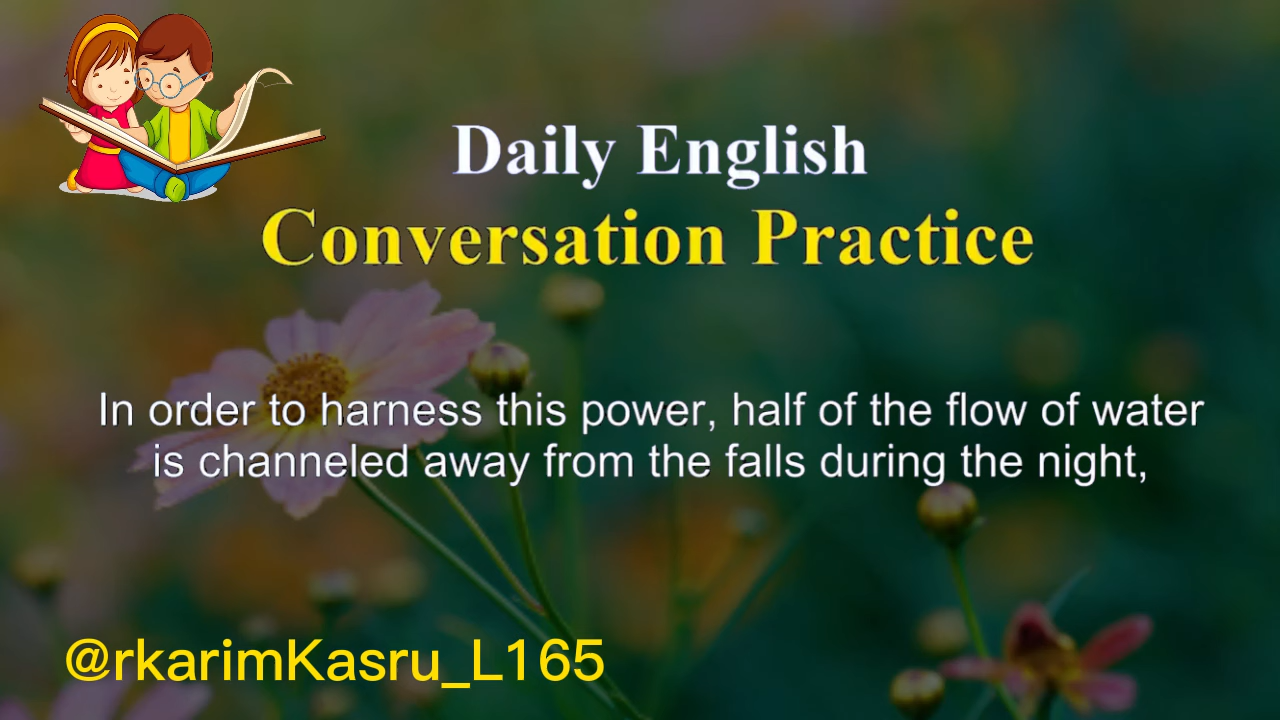 Daily English
Conversation Practice
In order to harness this power, half of the flow of water
is channeled away from the falls during the night,
@rkarimKasru_L165